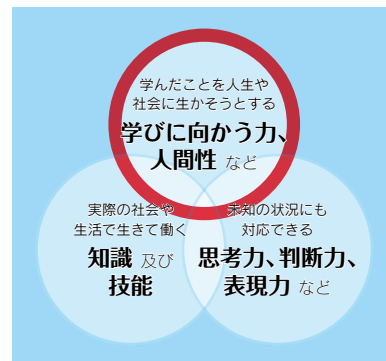 学んだことを人生や
社会に生かそうとする
学びに向かう力、
人間性 など
実際の社会や
生活で生きて働く
知識 及び
技能
未知の状況にも
対応できる
思考力、判断力、
表現力 など